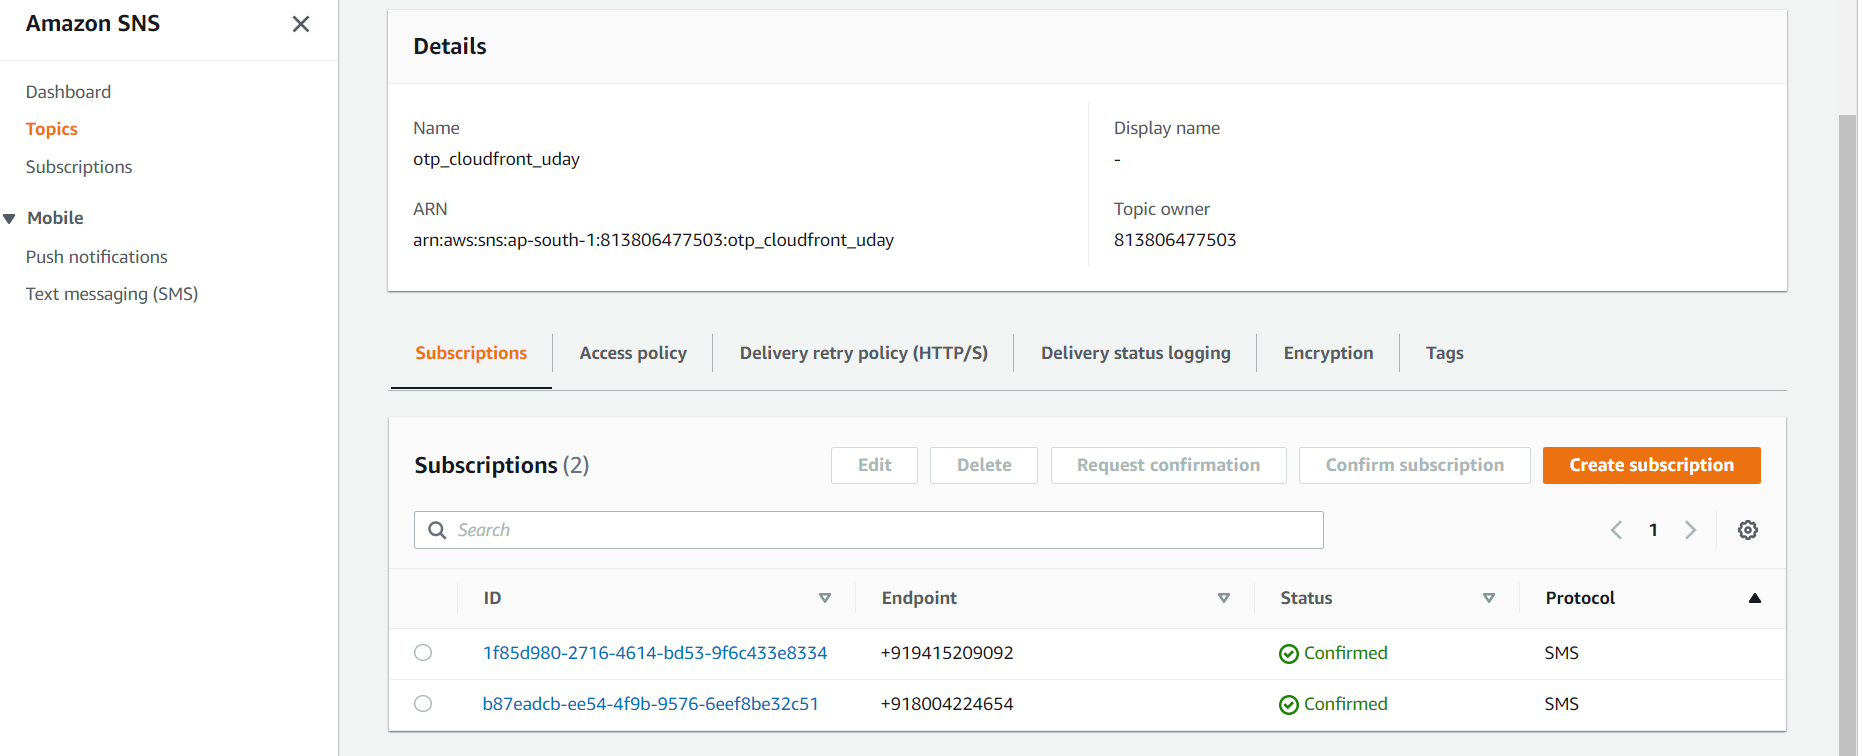 Amazon SNS
Dashboard
Topics
Subscriptions
Mobile
Push notifications
Text messaging (SMS)
Details
Name
otp_cloudfront_uday
Display name
-
ARN
arn:aws:sns:ap-south-1:813806477503:otp_cloudfront_uday
Topic owner
813806477503
Subscriptions Access policy Delivery retry policy (HTTP/S) Delivery status logging Encryption Tags
Subscriptions (2) Edit Delete Request confirmation Confirm subscription Create subscription
Search 1
ID Endpoint Status Protocol
1f85d980-2716-4614-bd53-9f6c433e8334 +919415209092 Confirmed SMS
b87eadcb-ee54-4f9b-9576-6eef8be32c51 +918004224654 Confirmed SMS